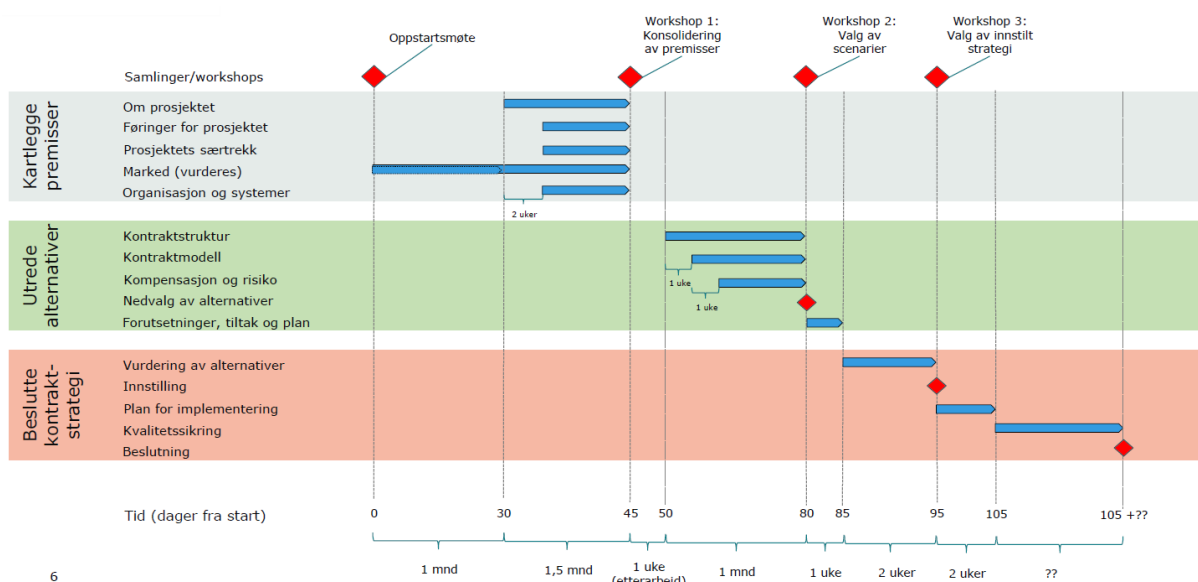 Oppstartsmøte
Workshop 1:
Konsolidering
av premisser
Workshop 2:
Valg av
scenarier
Workshop 3:
Valg av innstilt
strategi
Samlinger/workshops
Kartlegge
premisser
Om prosjektet
Føringer for prosjektet
Prosjektets særtrekk
Marked (vurderes)
Organisasjon og systemer
2 uker
Utrede
alternativer
Kontraktstruktur
Kontraktmodell
Kompensasjon og risiko
1 uke
Nedvalg av alternativer
1 uke
Forutsetninger, tiltak og plan
Beslutte
kontrakt-
strategi
Vurdering av alternativer
Innstilling
Plan for implementering
Kvalitetssikring
Beslutning
Tid (dager fra start)
0
30
45
50
80
85
95
105
105 +??
1 mnd
1,5 mnd
1 uke
(etterarbeid)
1 mnd
1 uke
2 uker
2 uker
??
6